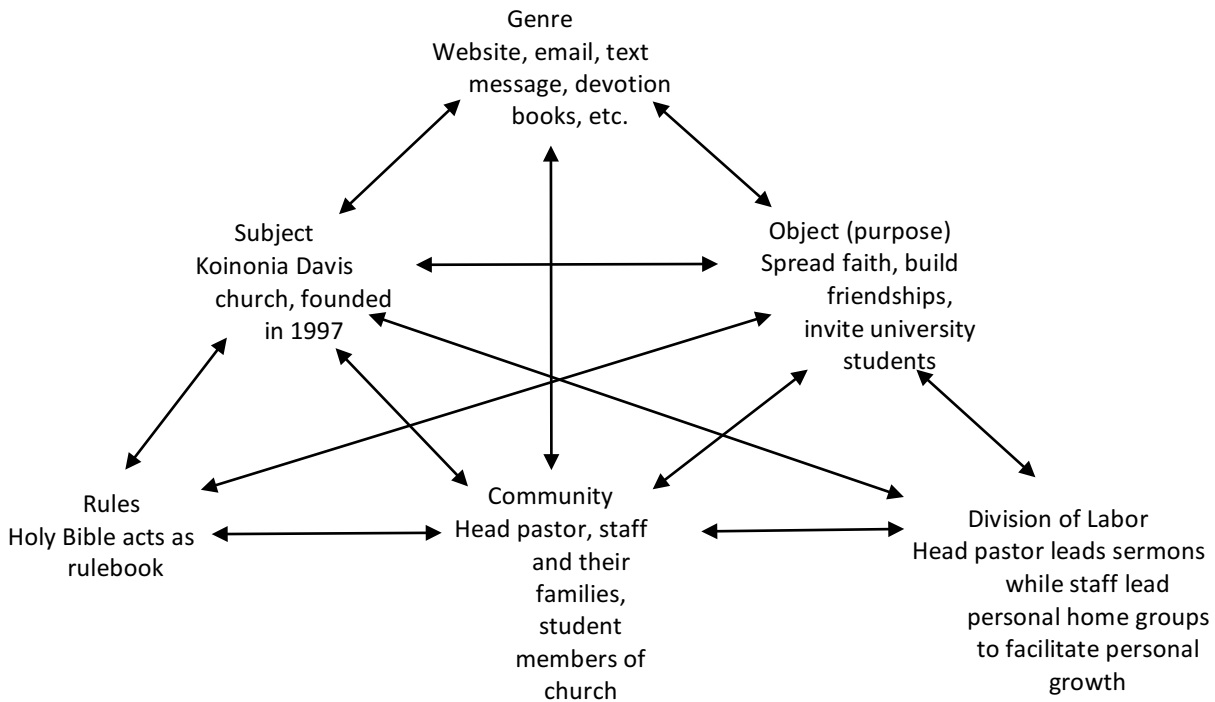 Genre
Website, email, text
message, devotion
books, etc.
Subject
Koinonia Davis
church, founded
in 1997
Object (purpose)
Spread faith, build
friendships,
invite university
students
Rules
Holy Bible acts as
rulebook
Community
Head pastor, staff
and their
families,
student
members of
church
Division of Labor
Head pastor leads sermons
while staff lead
personal home groups
to facilitate personal
growth